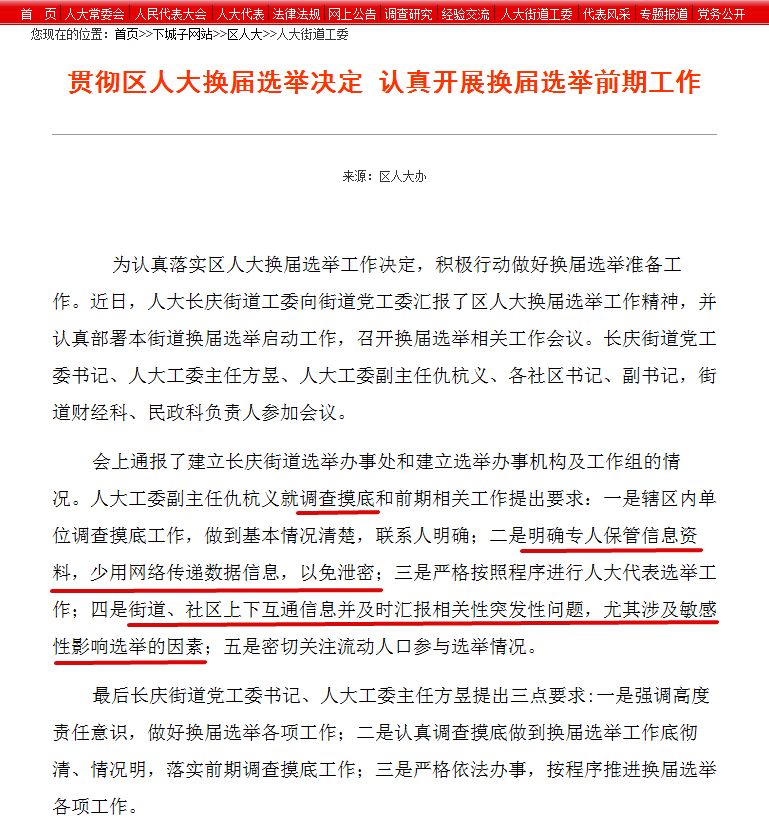 首　页 人大常委会 人民代表大会 人大代表 法律法规 网上公告 调查研究 经验交流 人大街道工委 代表风采 专题报道 党务公开
您现在的位置：首页>>下城子网站>>区人大>>人大街道工委
贯彻区人大换届选举决定 认真开展换届选举前期工作
来源：区人大办
为认真落实区人大换届选举工作决定，积极行动做好换届选举准备工
作。近日，人大长庆街道工委向街道党工委汇报了区人大换届选举工作精神，并
认真部署本街道换届选举启动工作，召开换届选举相关工作会议。长庆街道党工
委书记、人大工委主任方昱、人大工委副主任仇杭义、各社区书记、副书记，街
道财经科、民政科负责人参加会议。
会上通报了建立长庆街道选举办事处和建立选举办事机构及工作组的情
况。人大工委副主任仇杭义就调查摸底和前期相关工作提出要求：一是辖区内单
位调查摸底工作，做到基本情况清楚，联系人明确；二是明确专人保管信息资
料，少用网络传递数据信息，以免泄密；三是严格按照程序进行人大代表选举工
作；四是街道、社区上下互通信息并及时汇报相关性突发性问题，尤其涉及敏感
性影响选举的因素；五是密切关注流动人口参与选举情况。
最后长庆街道党工委书记、人大工委主任方昱提出三点要求:一是强调高度
责任意识，做好换届选举各项工作；二是认真调查摸底做到换届选举工作底彻
清、情况明，落实前期调查摸底工作；三是严格依法办事，按程序推进换届选举
各项工作。